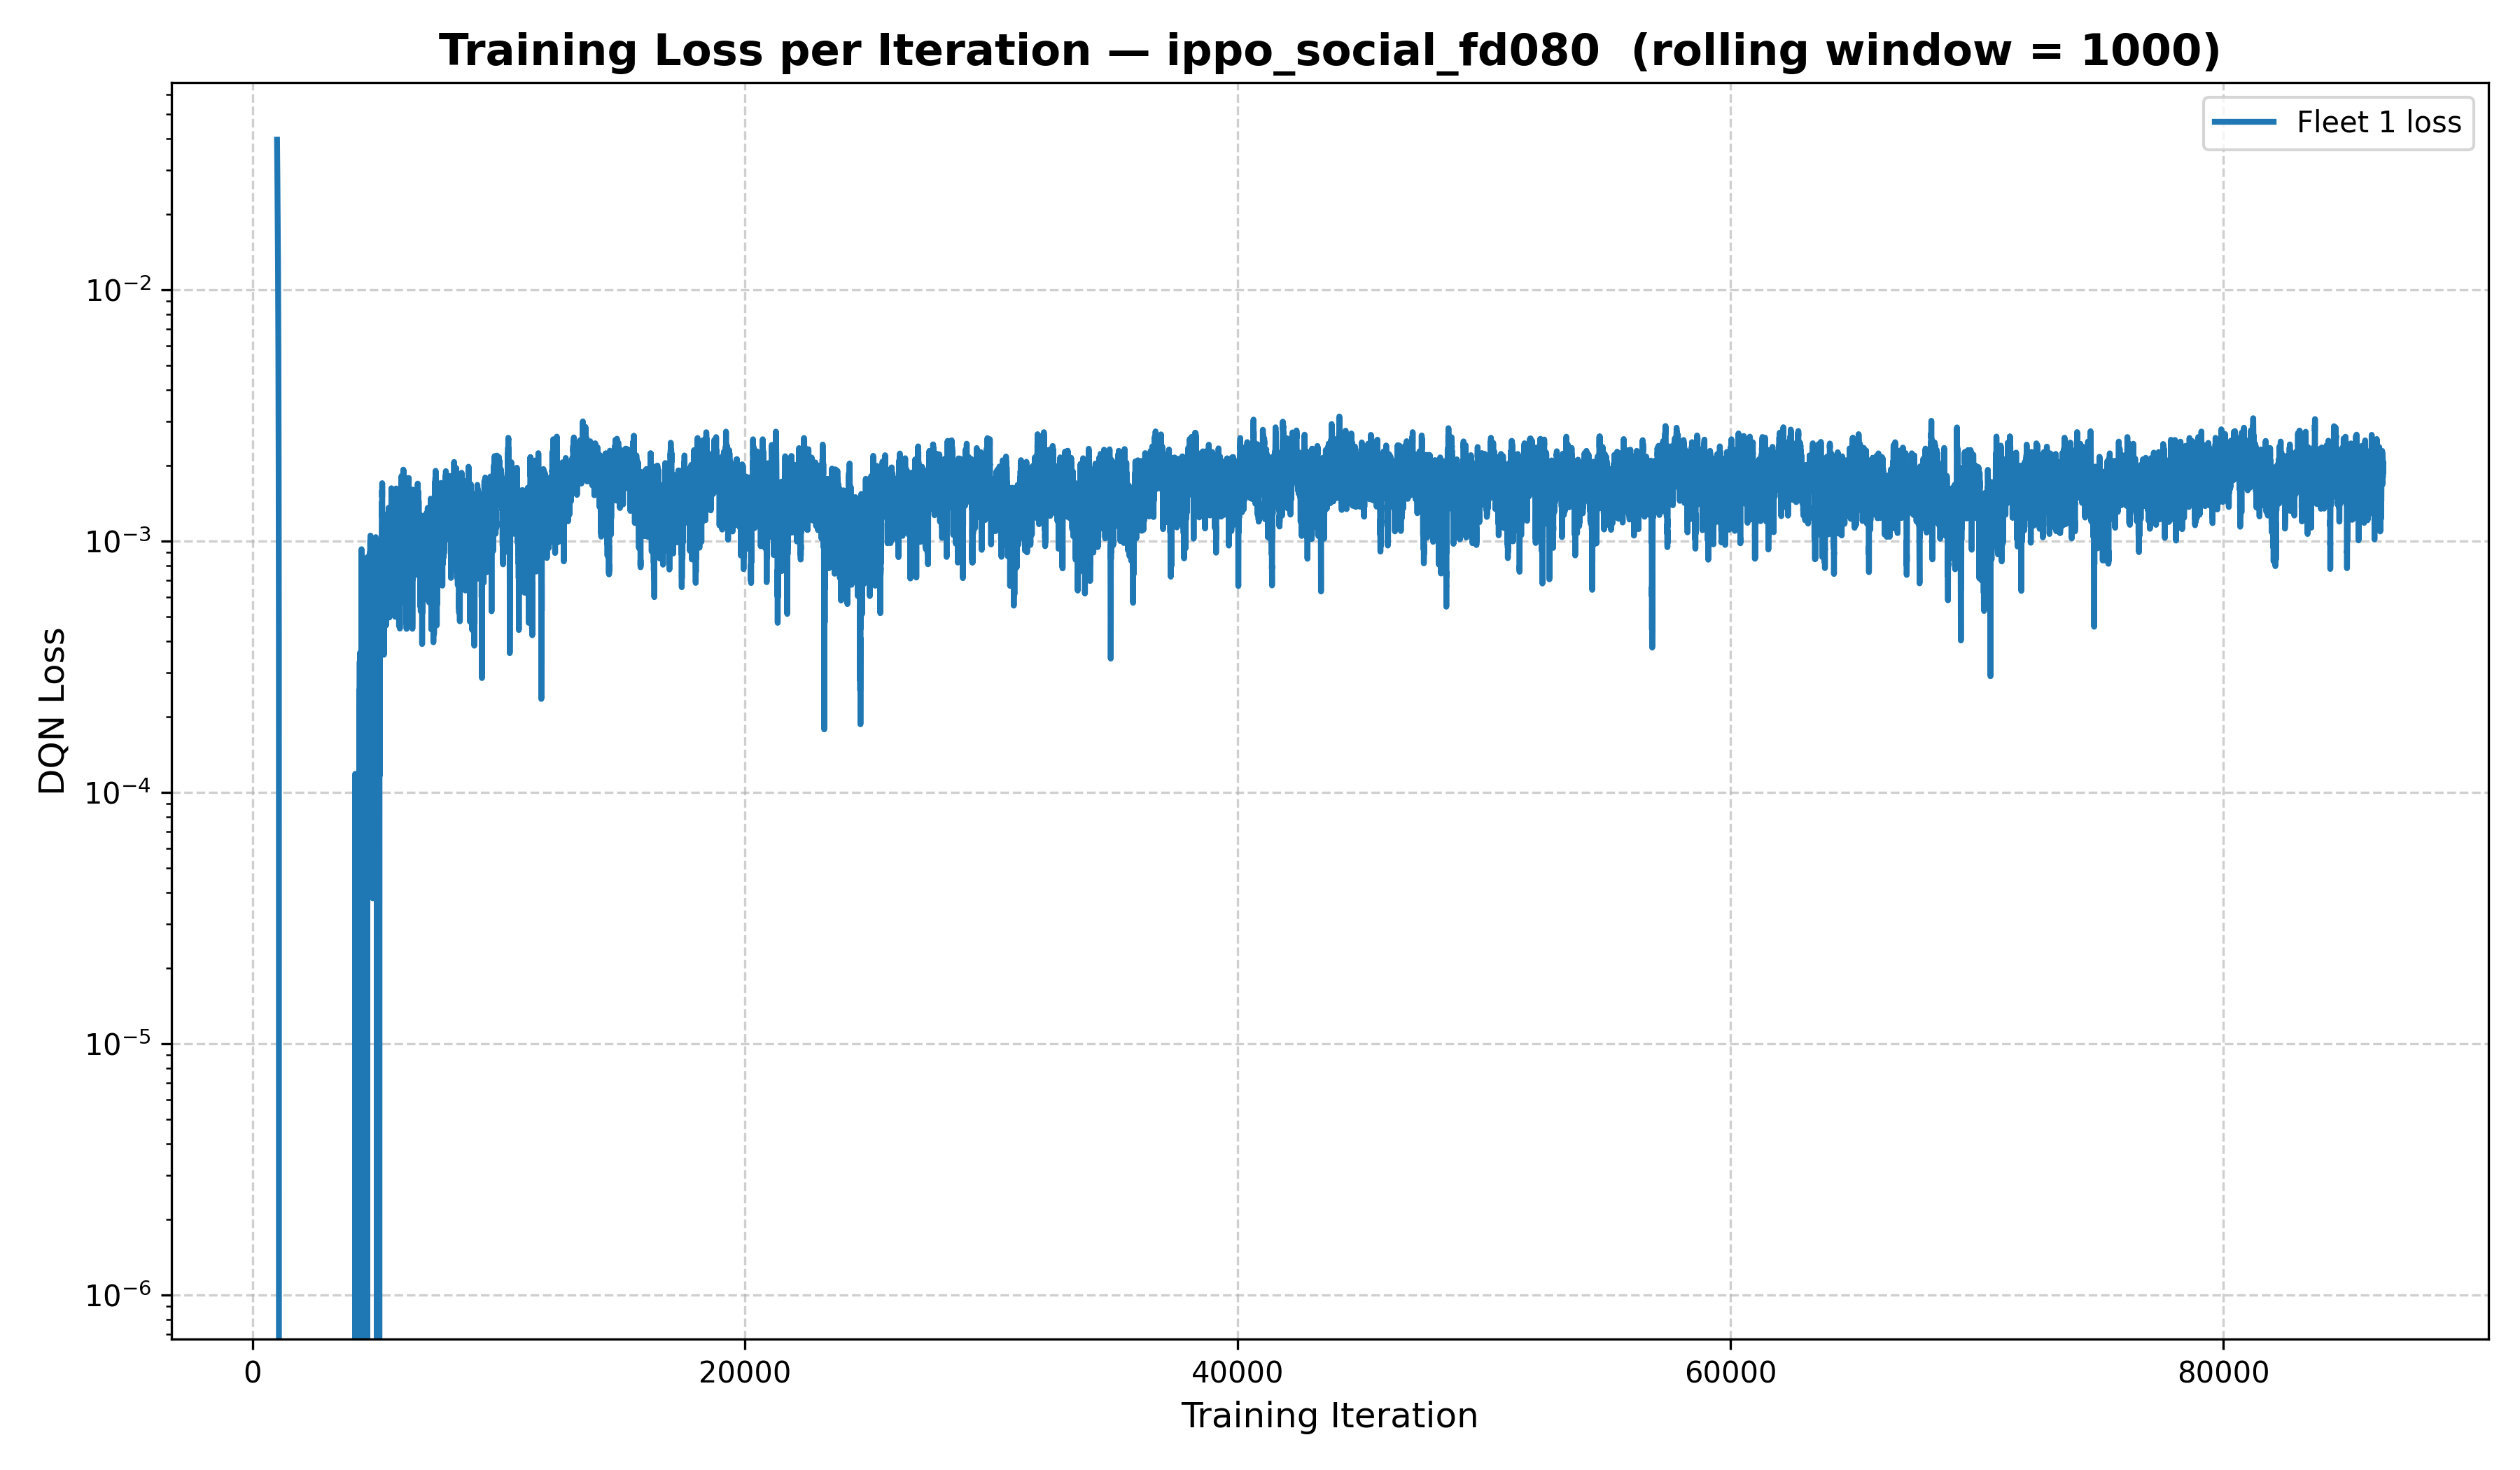 Training Loss per Iteration — ippo_social_fd080  (rolling window = 1000)
Fleet 1 loss
DQN Loss
10⁻²
10⁻³
10⁻⁴
10⁻⁵
10⁻⁶
0 20000 40000 60000 80000
Training Iteration